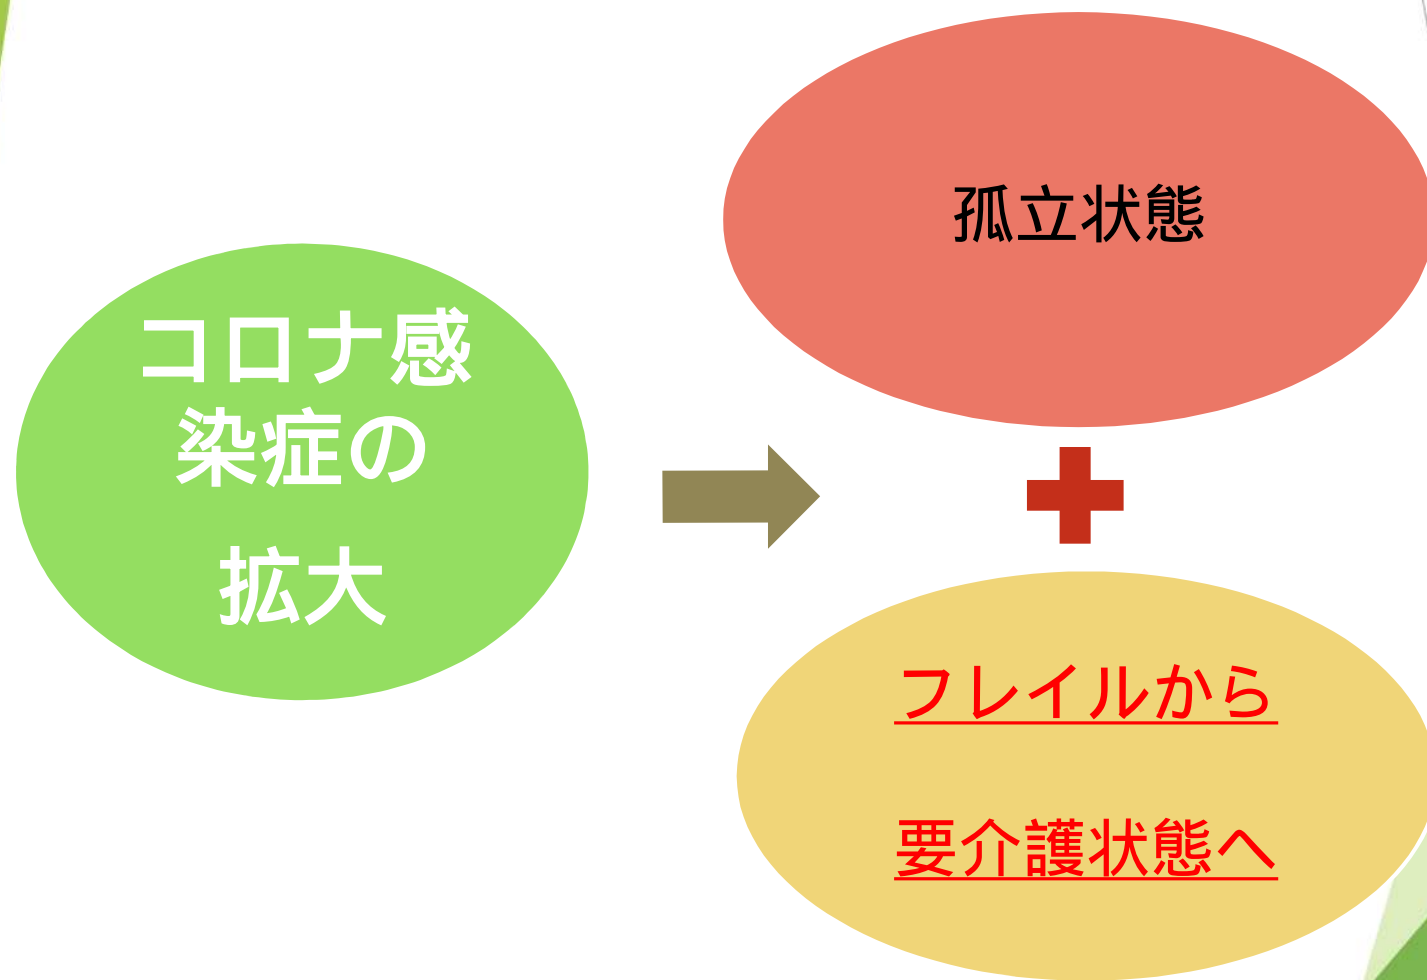 コロナ感
染症の
拡大
孤立状態
フレイルから
要介護状態へ